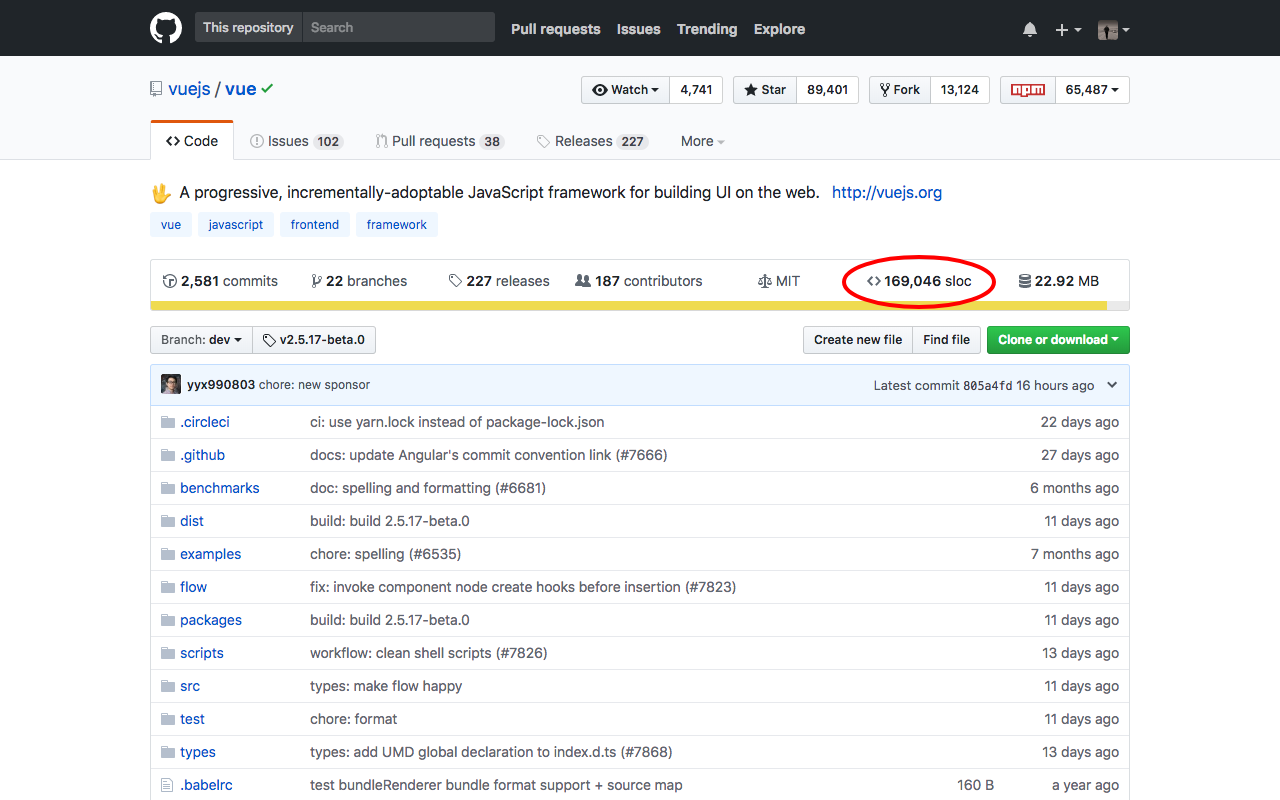 This repository Search Pull requests Issues Trending Explore
vuejs / vue Watch 4,741 Star 89,401 Fork 13,124 npm 65,487
Code Issues 102 Pull requests 38 Releases 227 More
A progressive, incrementally-adoptable JavaScript framework for building UI on the web. http://vuejs.org
vue javascript frontend framework
2,581 commits 22 branches 227 releases 187 contributors MIT 169,046 sloc 22.92 MB
Branch: dev v2.5.17-beta.0 Create new file Find file Clone or download
yyx990803 chore: new sponsor Latest commit 805a4fd 16 hours ago
.circleci ci: use yarn.lock instead of package-lock.json 22 days ago
.github docs: update Angular's commit convention link (#7666) 27 days ago
benchmarks doc: spelling and formatting (#6681) 6 months ago
dist build: build 2.5.17-beta.0 11 days ago
examples chore: spelling (#6535) 7 months ago
flow fix: invoke component node create hooks before insertion (#7823) 11 days ago
packages build: build 2.5.17-beta.0 11 days ago
scripts workflow: clean shell scripts (#7826) 13 days ago
src types: make flow happy 11 days ago
test chore: format 11 days ago
types types: add UMD global declaration to index.d.ts (#7868) 13 days ago
.babelrc test bundleRenderer bundle format support + source map 160 B a year ago